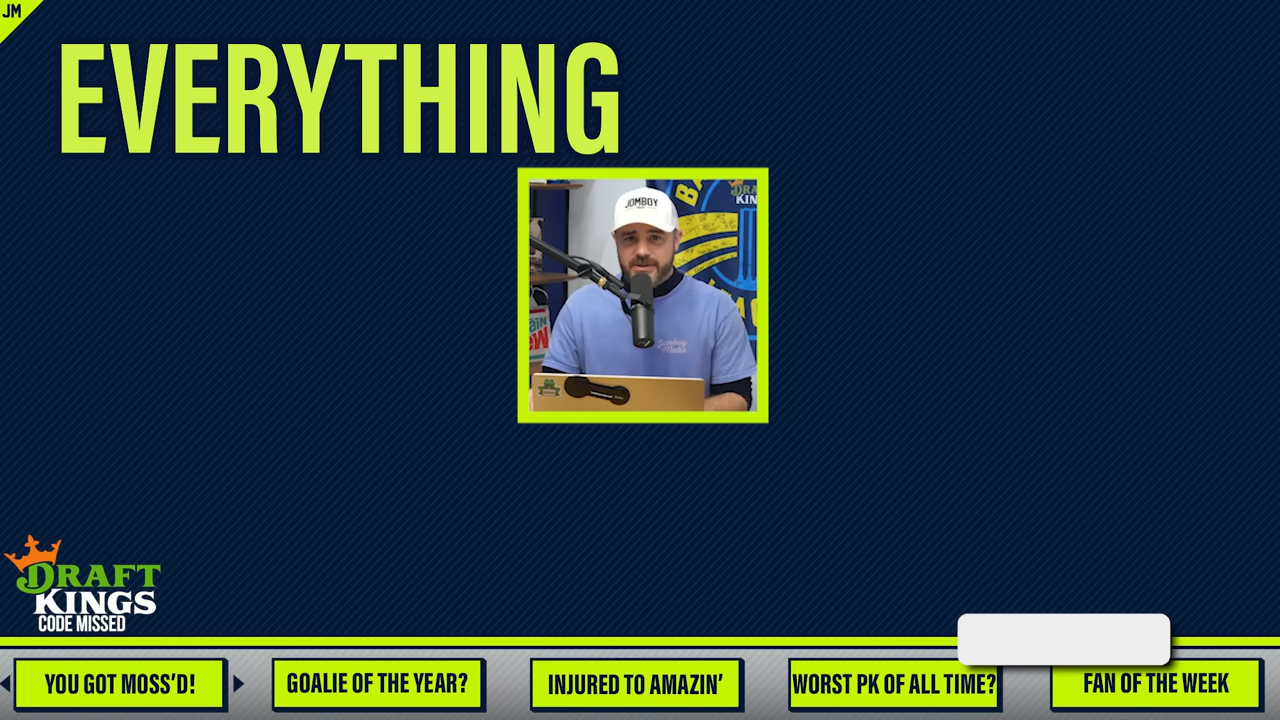 JM
EVERYTHING
JOMBOY
DRAFT
KINGS
CODE MISSED
YOU GOT MOSS'D!
GOALIE OF THE YEAR?
INJURED TO AMAZIN'
WORST PK OF ALL TIME?
FAN OF THE WEEK